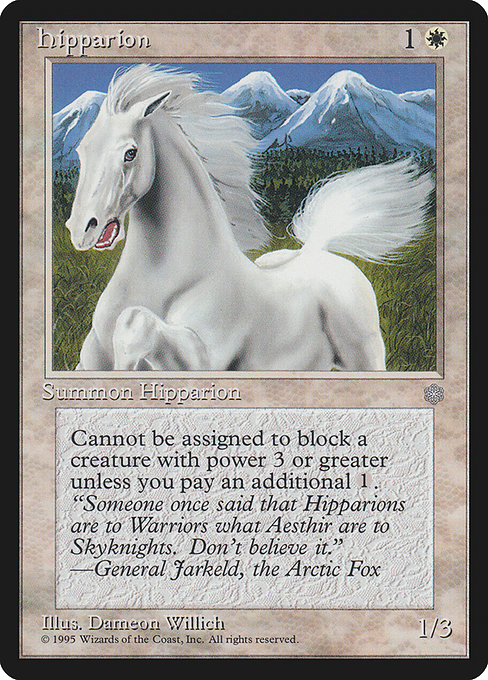 Hipparion 1
Summon Hipparion
Cannot be assigned to block a
creature with power 3 or greater
unless you pay an additional 1.
“Someone once said that Hipparions
are to Warriors what Aesthir are to
Skyknights. Don’t believe it.”
—General Jarkeld, the Arctic Fox
Illus. Dameon Willich
© 1995 Wizards of the Coast, Inc. All rights reserved.
1/3